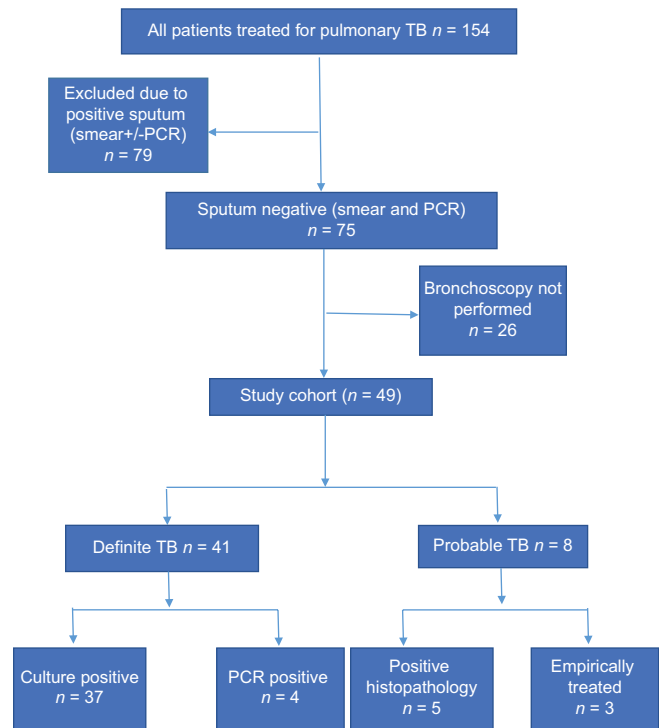 All patients treated for pulmonary TB n = 154
Excluded due to
positive sputum
(smear+/-PCR)
n = 79
Sputum negative (smear and PCR)
n = 75
Bronchoscopy not
performed
n = 26
Study cohort (n = 49)
Definite TB n = 41
Probable TB n = 8
Culture positive
n = 37
PCR positive
n = 4
Positive
histopathology
n = 5
Empirically
treated
n = 3